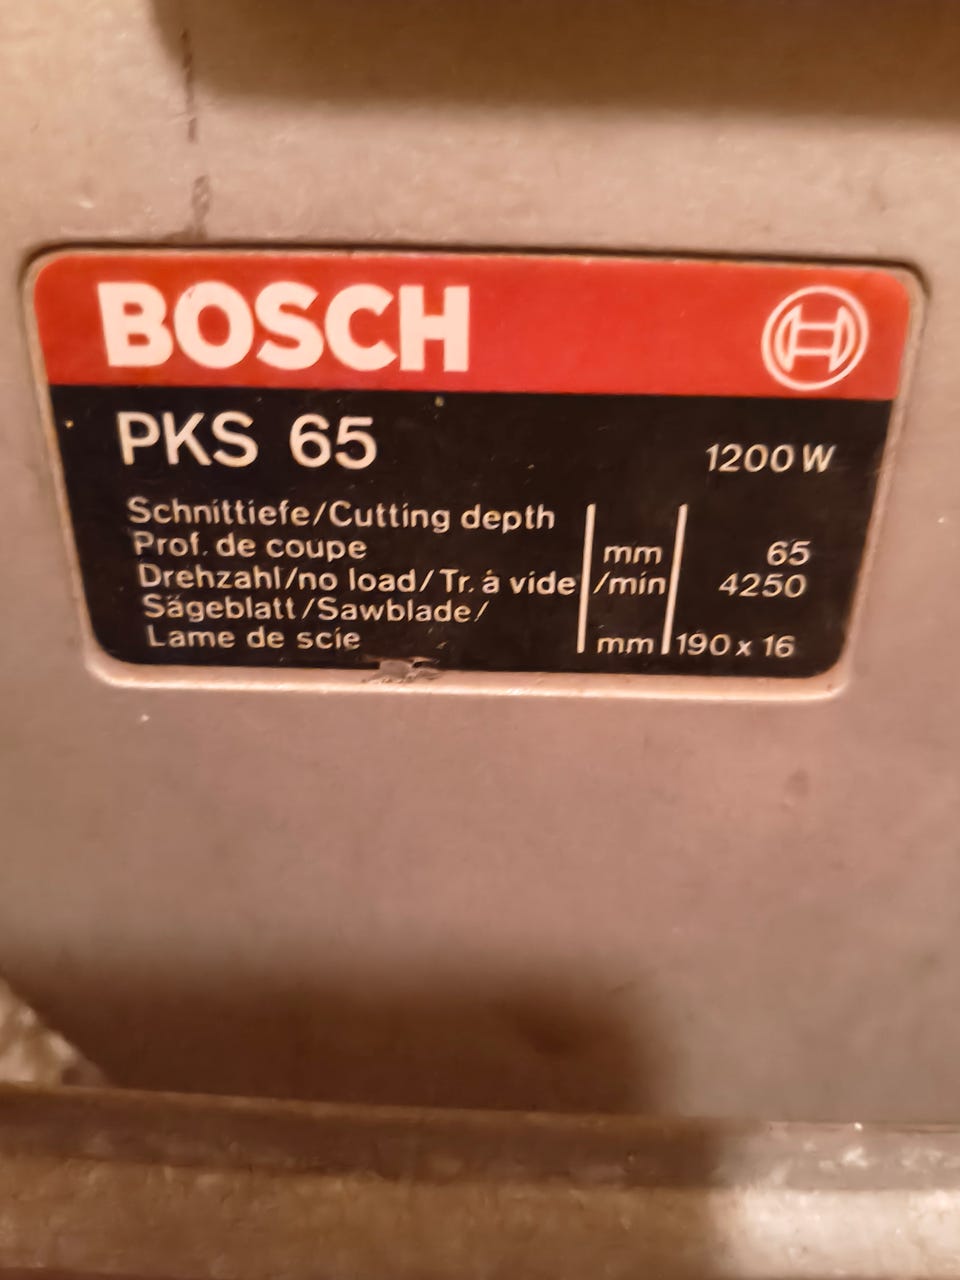 BOSCH
PKS 65
1200 W
Schnittiefe/Cutting depth
Prof. de coupe mm 65
Drehzahl/no load/Tr. à vide /min 4250
Sägeblatt/Sawblade/
Lame de scie mm 190 x 16